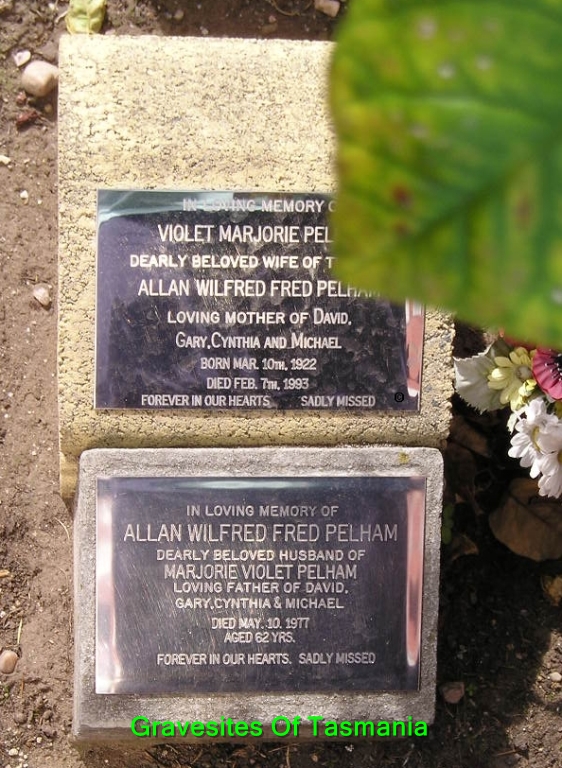 IN LOVING MEMORY
VIOLET MARJORIE PEL
DEARLY BELOVED WIFE OF T
ALLAN WILFRED FRED PELHAM
LOVING MOTHER OF DAVID,
GARY, CYNTHIA AND MICHAEL
BORN MAR. 10TH, 1922
DIED FEB. 7TH, 1993
FOREVER IN OUR HEARTS SADLY MISSED
IN LOVING MEMORY OF
ALLAN WILFRED FRED PELHAM
DEARLY BELOVED HUSBAND OF
MARJORIE VIOLET PELHAM
LOVING FATHER OF DAVID,
GARY, CYNTHIA & MICHAEL
DIED MAY. 10. 1977
AGED 62 YRS.
FOREVER IN OUR HEARTS. SADLY MISSED
Gravesites Of Tasmania